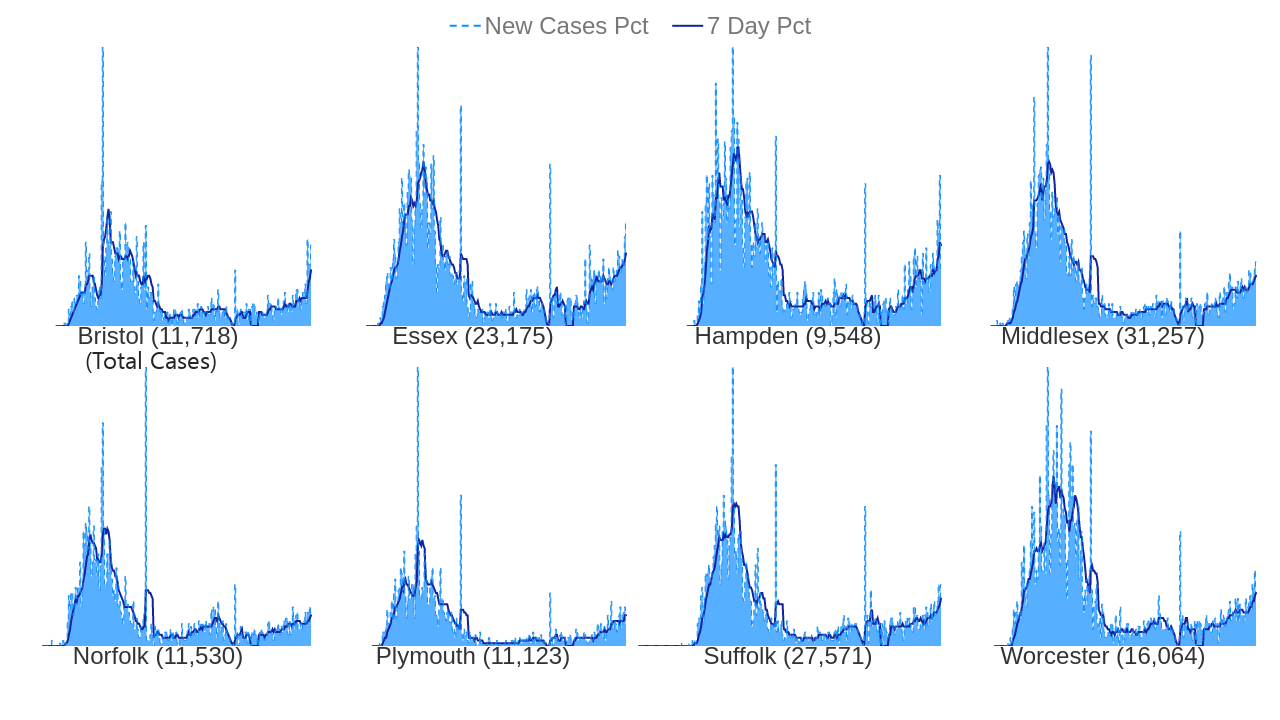 New Cases Pct 7 Day Pct
Bristol (11,718) Essex (23,175) Hampden (9,548) Middlesex (31,257)
(Total Cases)
Norfolk (11,530) Plymouth (11,123) Suffolk (27,571) Worcester (16,064)